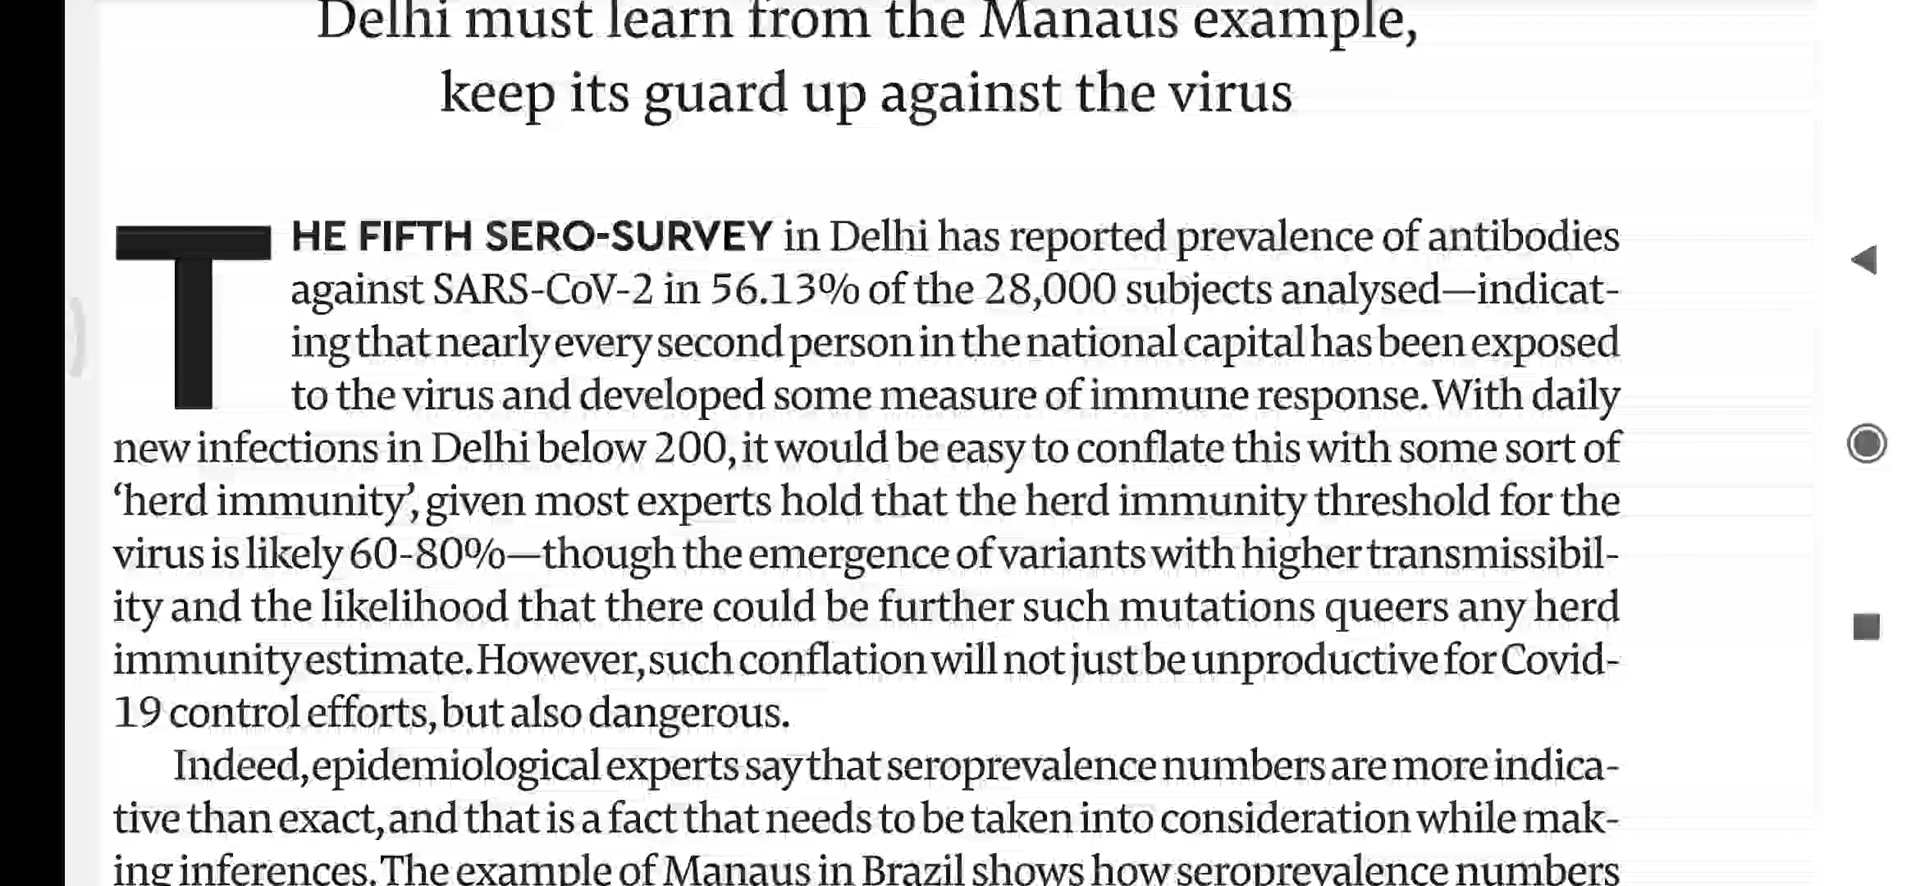 Delhi must learn from the Manaus example,
keep its guard up against the virus
THE FIFTH SERO-SURVEY in Delhi has reported prevalence of antibodies
against SARS-CoV-2 in 56.13% of the 28,000 subjects analysed—indicat-
ing that nearly every second person in the national capital has been exposed
to the virus and developed some measure of immune response. With daily
new infections in Delhi below 200, it would be easy to conflate this with some sort of
‘herd immunity’, given most experts hold that the herd immunity threshold for the
virus is likely 60-80%—though the emergence of variants with higher transmissibil-
ity and the likelihood that there could be further such mutations queers any herd
immunity estimate. However, such conflation will not just be unproductive for Covid-
19 control efforts, but also dangerous.
Indeed, epidemiological experts say that seroprevalence numbers are more indica-
tive than exact, and that is a fact that needs to be taken into consideration while mak-
ing inferences. The example of Manaus in Brazil shows how seroprevalence numbers